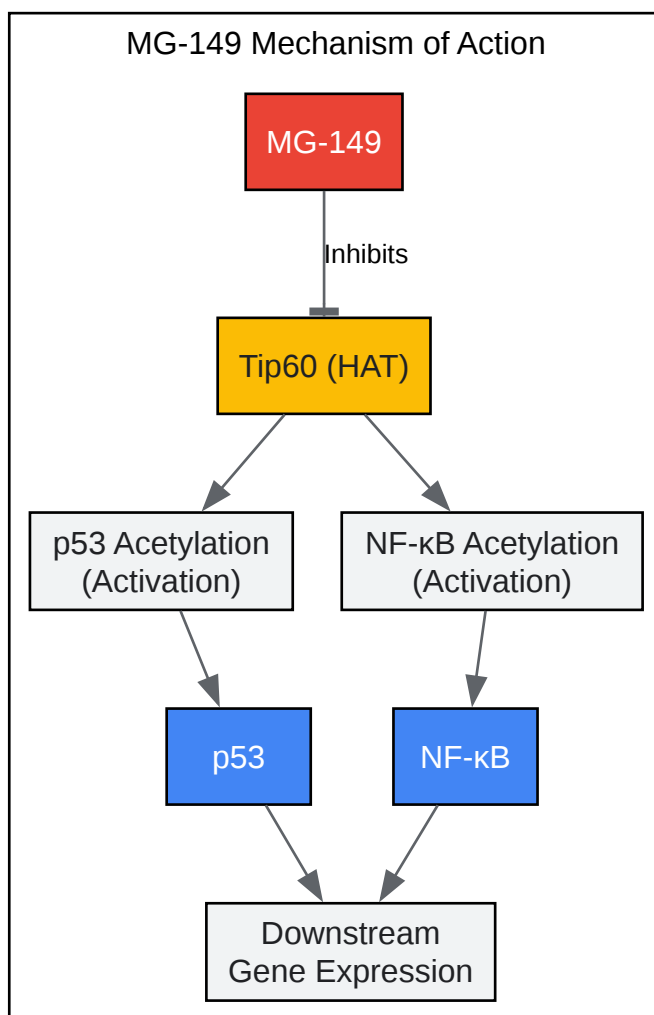 MG-149 Mechanism of Action
MG-149
Inhibits
Tip60 (HAT)
p53 Acetylation
(Activation)
NF-κB Acetylation
(Activation)
p53
NF-κB
Downstream
Gene Expression